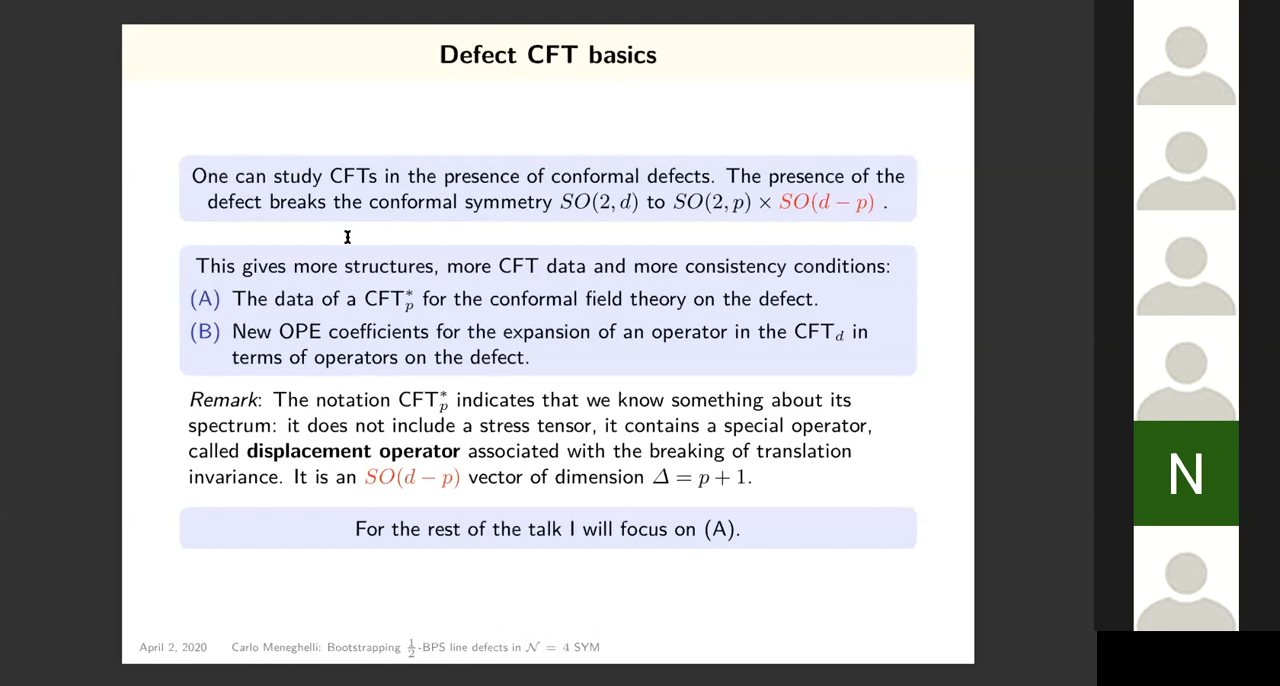 Defect CFT basics
One can study CFTs in the presence of conformal defects. The presence of the
defect breaks the conformal symmetry SO(2, d) to SO(2, p) × SO(d − p) .
This gives more structures, more CFT data and more consistency conditions:
(A) The data of a CFT*ₚ for the conformal field theory on the defect.
(B) New OPE coefficients for the expansion of an operator in the CFT_d in
terms of operators on the defect.
Remark: The notation CFT*ₚ indicates that we know something about its
spectrum: it does not include a stress tensor, it contains a special operator,
called displacement operator associated with the breaking of translation
invariance. It is an SO(d − p) vector of dimension Δ = p + 1.
For the rest of the talk I will focus on (A).
April 2, 2020 Carlo Meneghelli: Bootstrapping ½-BPS line defects in 𝒩 = 4 SYM
N